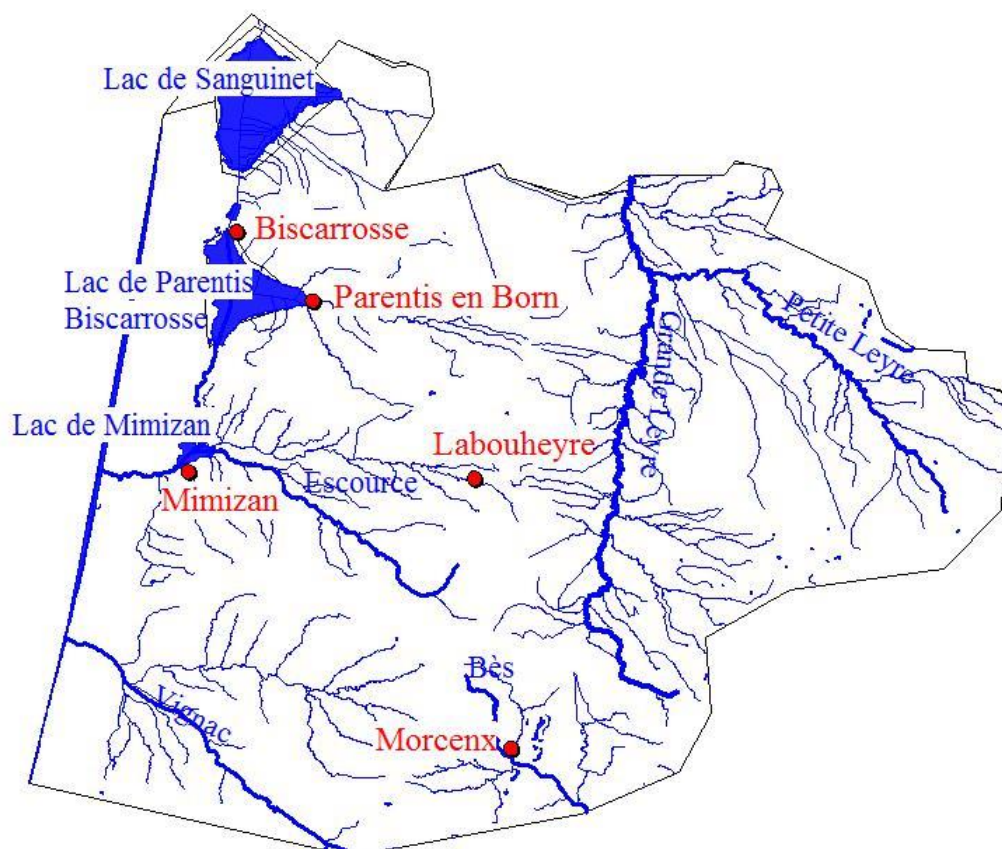 Lac de Sanguinet
Biscarrosse
Lac de Parentis
Biscarrosse
Parentis en Born
Grande Leyre
Petite Leyre
Lac de Mimizan
Labouheyre
Escource
Mimizan
Bès
Vignac
Morcenx